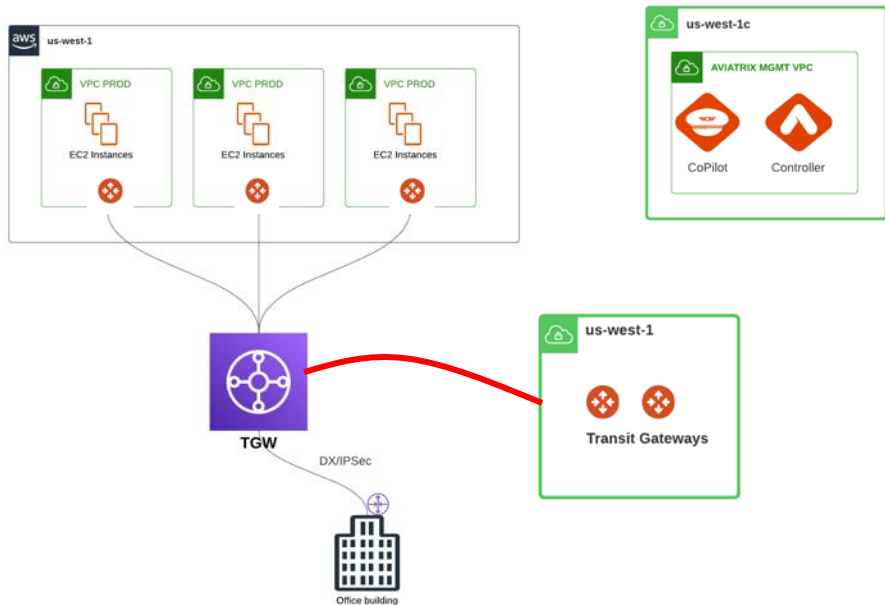 aws
us-west-1
VPC PROD
EC2 Instances
VPC PROD
EC2 Instances
VPC PROD
EC2 Instances
us-west-1c
AVIATRIX MGMT VPC
CoPilot
Controller
TGW
us-west-1
Transit Gateways
DX/IPSec
Office building